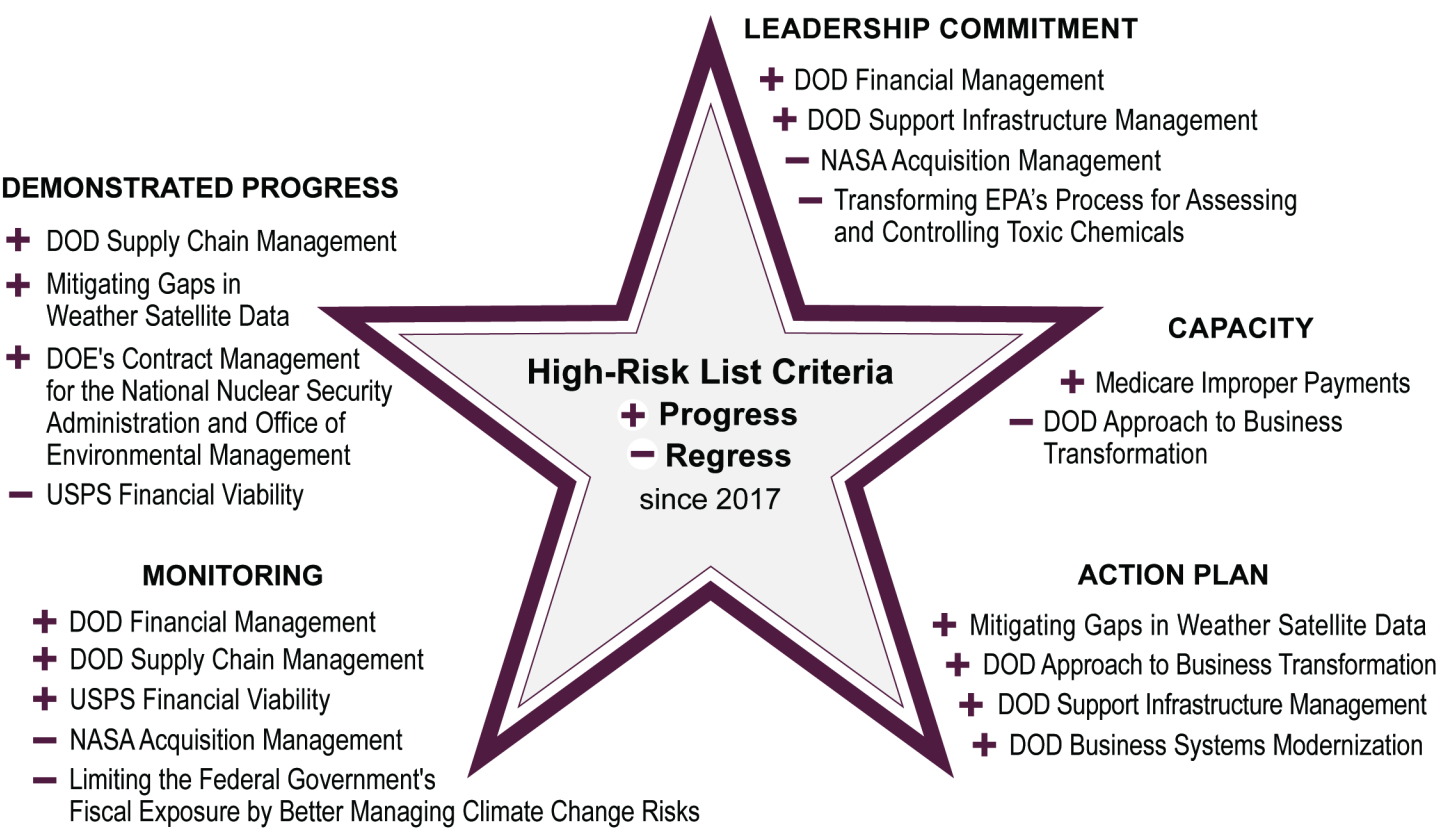 LEADERSHIP COMMITMENT
+ DOD Financial Management
+ DOD Support Infrastructure Management
− NASA Acquisition Management
− Transforming EPA’s Process for Assessing
and Controlling Toxic Chemicals
DEMONSTRATED PROGRESS
+ DOD Supply Chain Management
+ Mitigating Gaps in
Weather Satellite Data
+ DOE's Contract Management
for the National Nuclear Security
Administration and Office of
Environmental Management
− USPS Financial Viability
High-Risk List Criteria
+ Progress
− Regress
since 2017
CAPACITY
+ Medicare Improper Payments
− DOD Approach to Business
Transformation
MONITORING
+ DOD Financial Management
+ DOD Supply Chain Management
+ USPS Financial Viability
− NASA Acquisition Management
− Limiting the Federal Government's
Fiscal Exposure by Better Managing Climate Change Risks
ACTION PLAN
+ Mitigating Gaps in Weather Satellite Data
+ DOD Approach to Business Transformation
+ DOD Support Infrastructure Management
+ DOD Business Systems Modernization